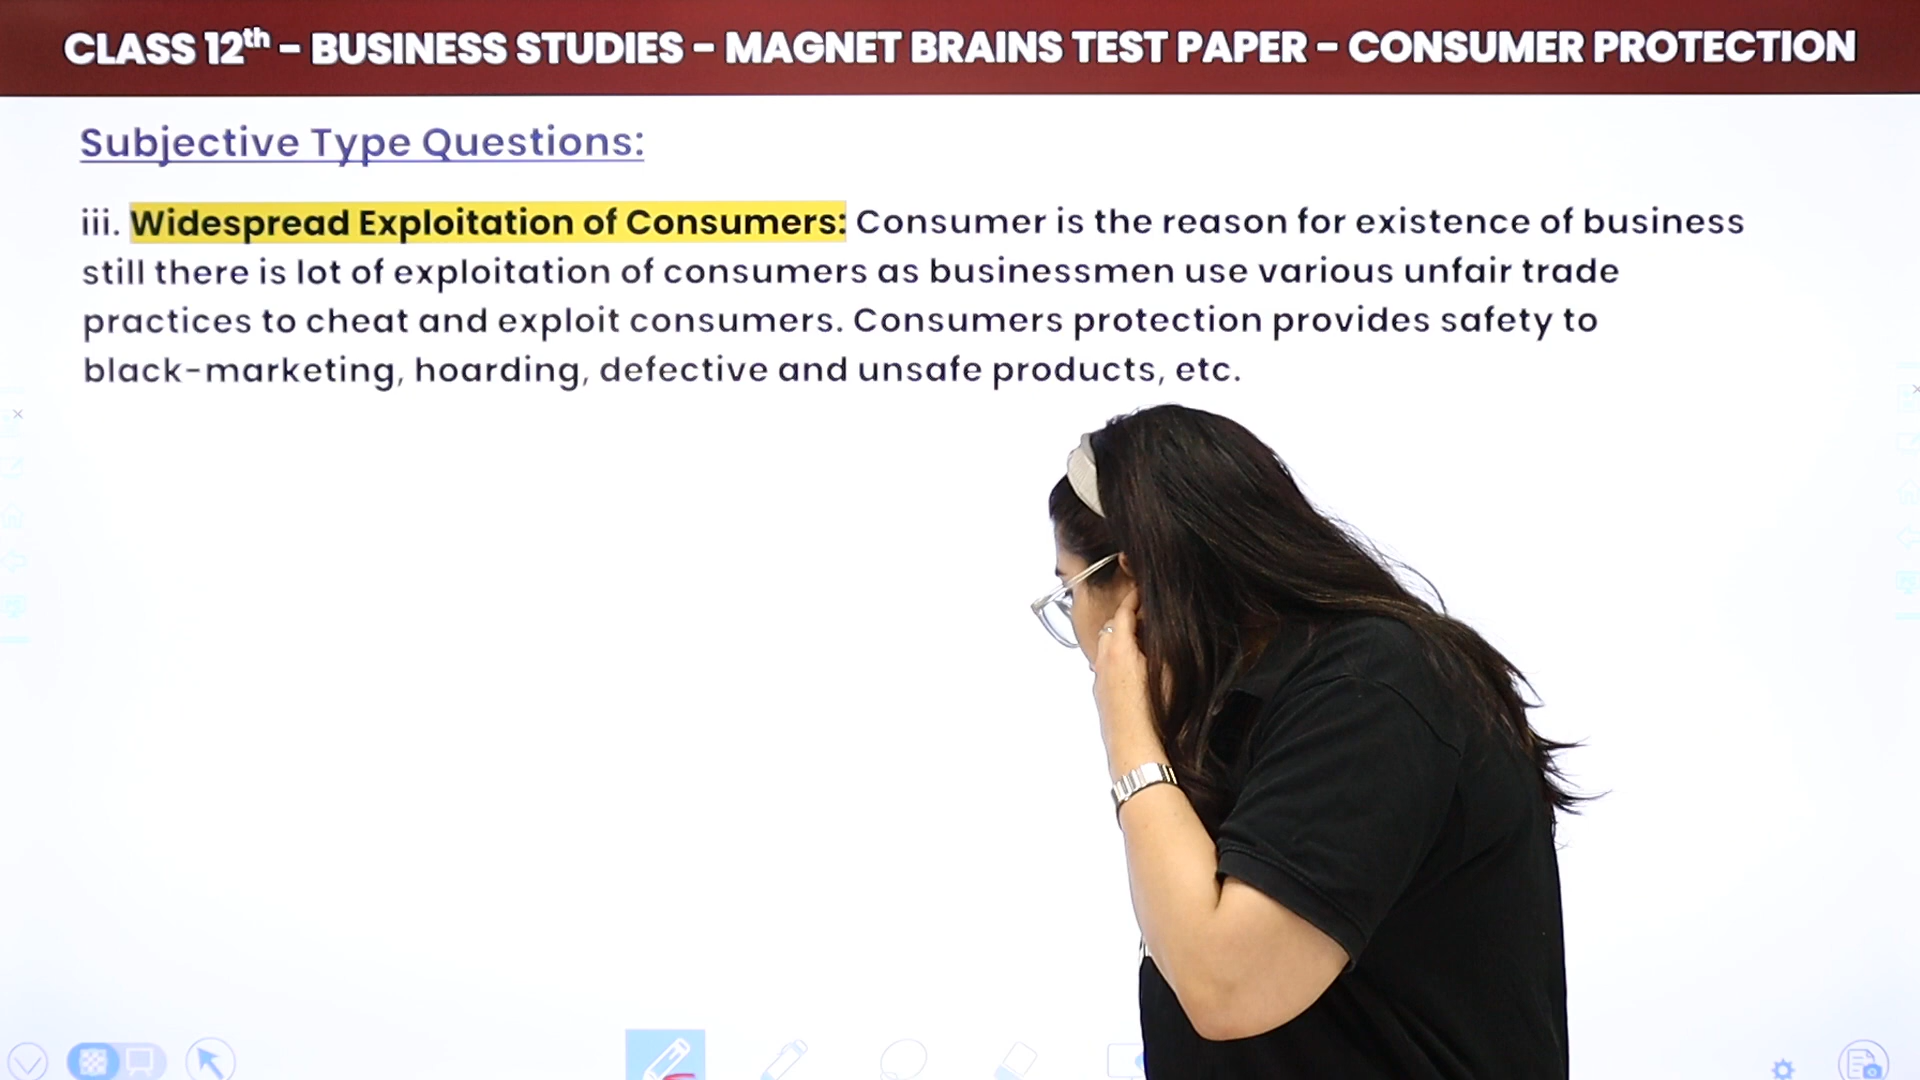 CLASS 12th – BUSINESS STUDIES – MAGNET BRAINS TEST PAPER – CONSUMER PROTECTION
Subjective Type Questions:
iii. Widespread Exploitation of Consumers: Consumer is the reason for existence of business
still there is lot of exploitation of consumers as businessmen use various unfair trade
practices to cheat and exploit consumers. Consumers protection provides safety to
black-marketing, hoarding, defective and unsafe products, etc.